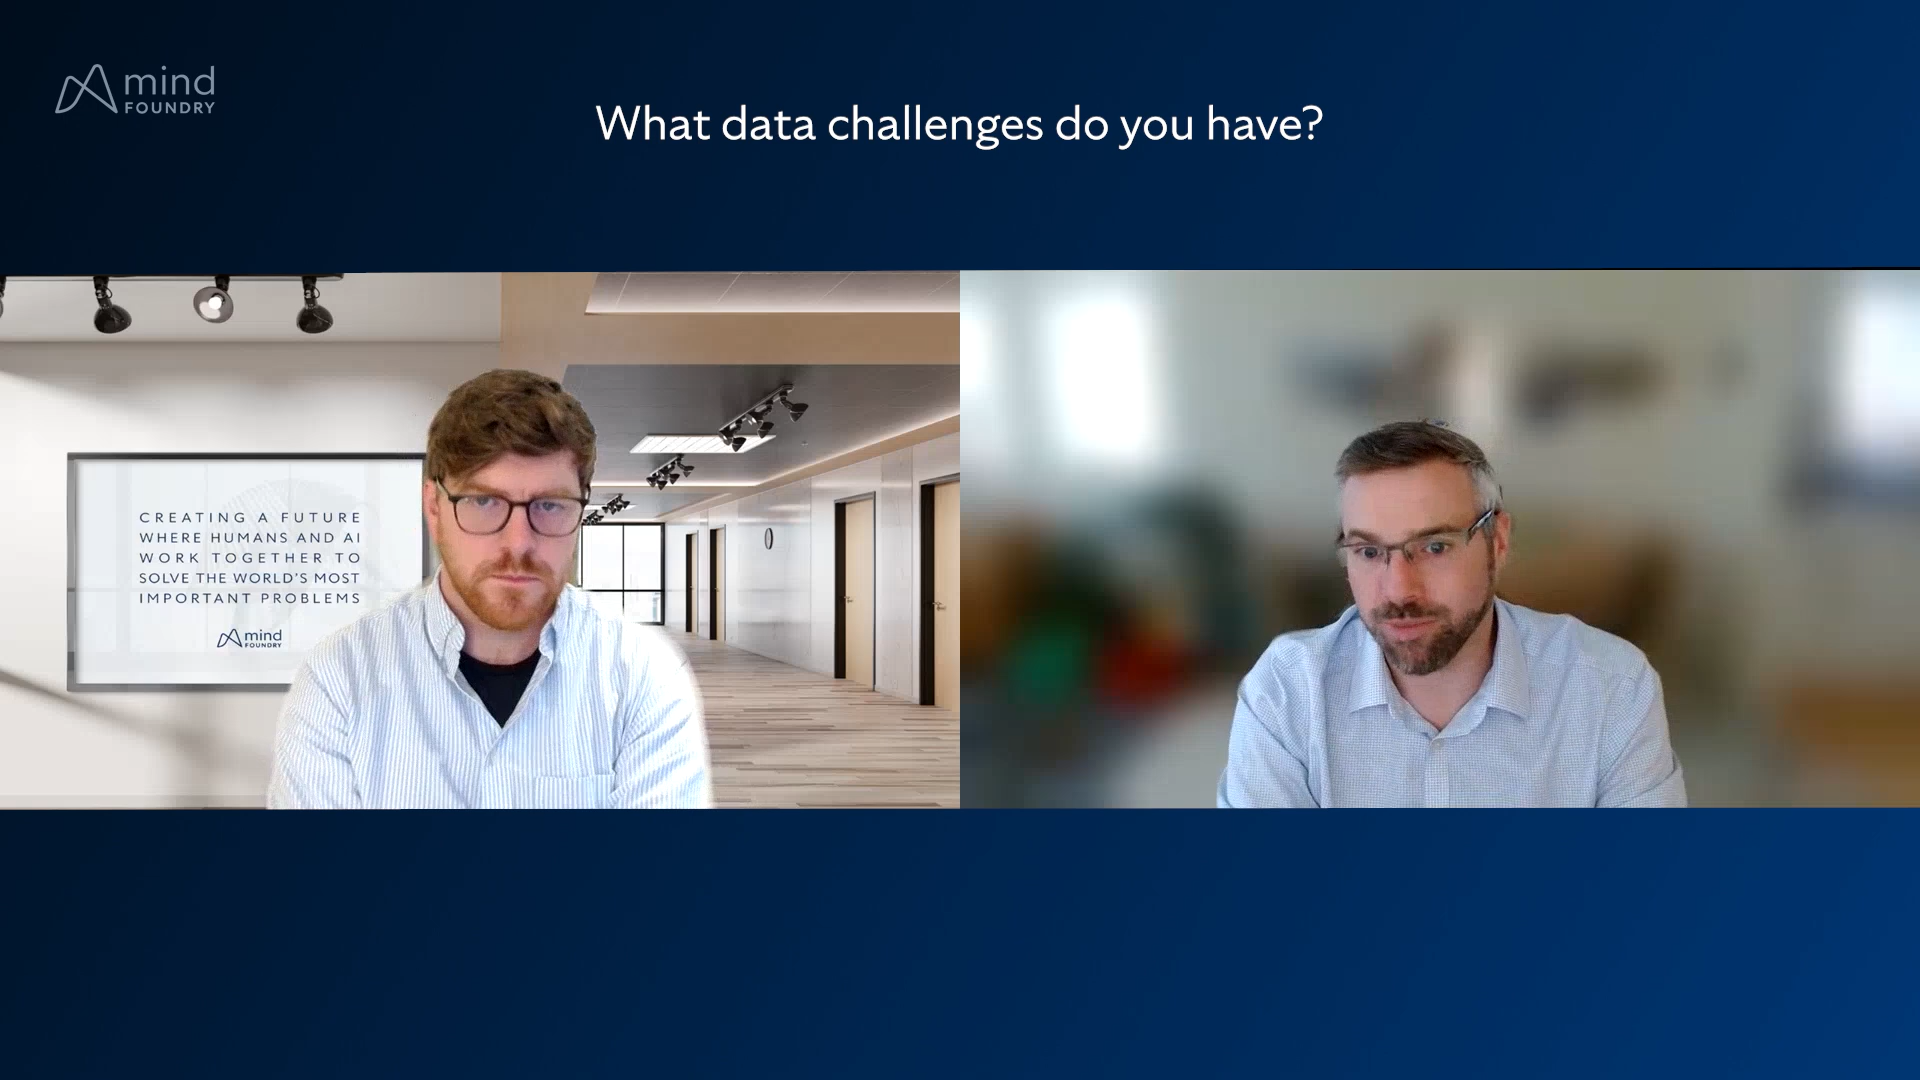 mind
FOUNDRY
What data challenges do you have?
CREATING A FUTURE
WHERE HUMANS AND AI
WORK TOGETHER TO
SOLVE THE WORLD'S MOST
IMPORTANT PROBLEMS
mind
FOUNDRY